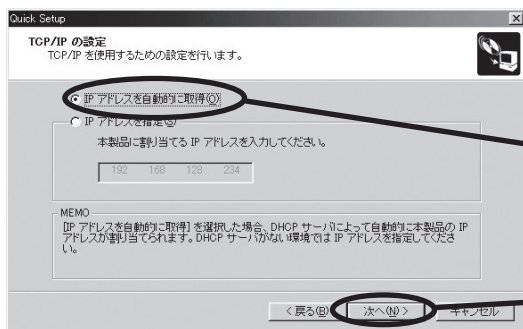 Quick Setup
TCP/IP の設定
TCP/IP を使用するための設定を行います。
IP アドレスを自動的に取得(O)
IP アドレスを指定(S)
本製品に割り当てる IP アドレスを入力してください。
192 168 128 234
MEMO
[IP アドレスを自動的に取得] を選択した場合、DHCP サーバによって自動的に本製品の IP
アドレスが割り当てられます。DHCP サーバがない環境では IP アドレスを指定してくださ
い。
< 戻る(B) 次へ(N) > キャンセル